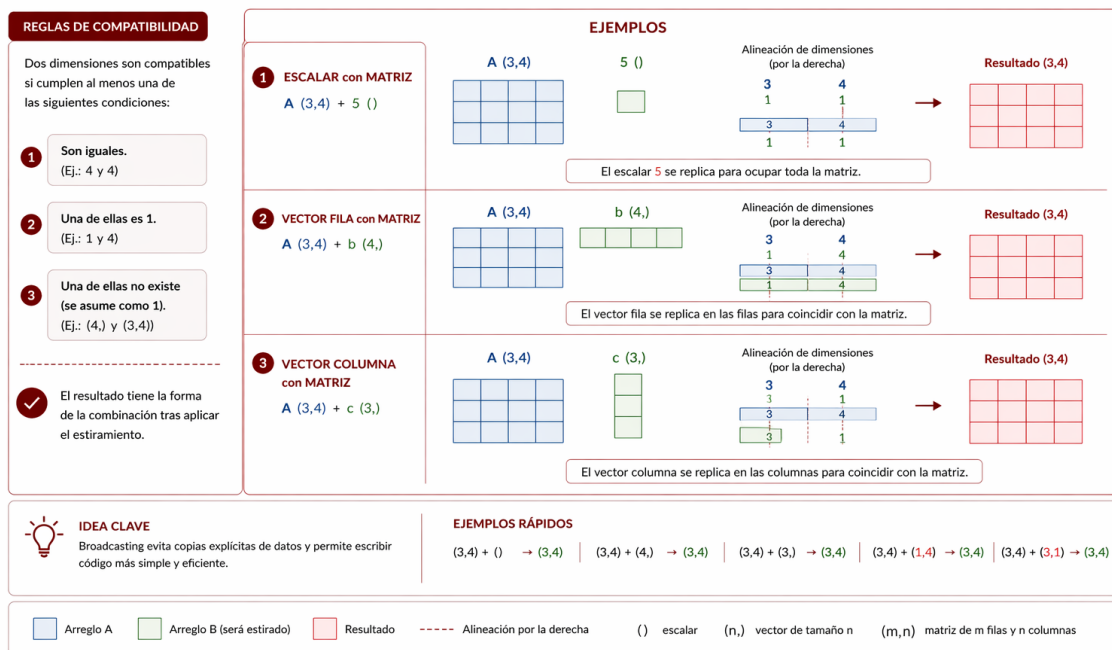 REGLAS DE COMPATIBILIDAD
Dos dimensiones son compatibles
si cumplen al menos una de
las siguientes condiciones:
1
Son iguales.
(Ej.: 4 y 4)
2
Una de ellas es 1.
(Ej.: 1 y 4)
3
Una de ellas no existe
(se asume como 1).
(Ej.: (4,) y (3,4))
El resultado tiene la forma
de la combinación tras aplicar
el estiramiento.
EJEMPLOS
1 ESCALAR con MATRIZ
A (3,4) + 5 ()
A (3,4)
5 ()
Alineación de dimensiones
(por la derecha)
3 4
1 1
3 4
1 1
Resultado (3,4)
El escalar 5 se replica para ocupar toda la matriz.
2 VECTOR FILA con MATRIZ
A (3,4) + b (4,)
A (3,4)
b (4,)
Alineación de dimensiones
(por la derecha)
3 4
1 4
3 4
1 4
Resultado (3,4)
El vector fila se replica en las filas para coincidir con la matriz.
3 VECTOR COLUMNA
con MATRIZ
A (3,4) + c (3,)
A (3,4)
c (3,)
Alineación de dimensiones
(por la derecha)
3 4
3 1
3 4
3 1
Resultado (3,4)
El vector columna se replica en las columnas para coincidir con la matriz.
IDEA CLAVE
Broadcasting evita copias explícitas de datos y permite escribir
código más simple y eficiente.
EJEMPLOS RÁPIDOS
(3,4) + () → (3,4) | (3,4) + (4,) → (3,4) | (3,4) + (3,) → (3,4) | (3,4) + (1,4) → (3,4) | (3,4) + (3,1) → (3,4)
Arreglo A Arreglo B (será estirado) Resultado Alineación por la derecha () escalar (n,) vector de tamaño n (m,n) matriz de m filas y n columnas